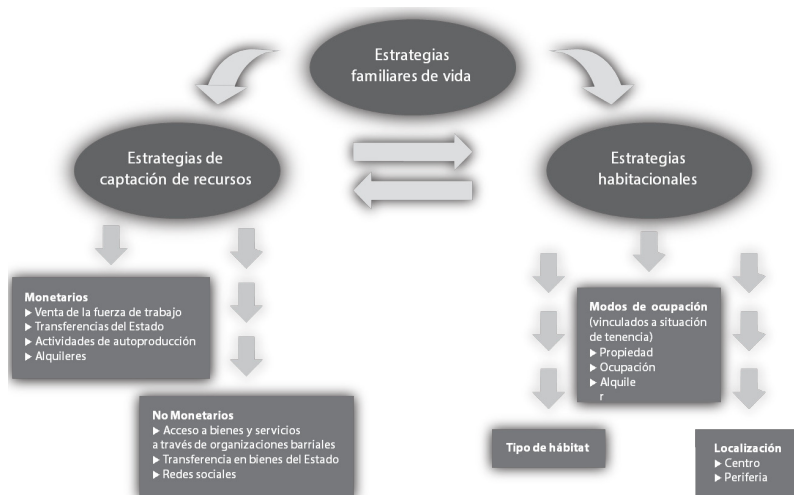 Estrategias
familiares de vida
Estrategias de
captación de recursos
Estrategias
habitacionales
Monetarios
▶ Venta de la fuerza de trabajo
▶ Transferencias del Estado
▶ Actividades de autoproducción
▶ Alquileres
No Monetarios
▶ Acceso a bienes y servicios
a través de organizaciones barriales
▶ Transferencia en bienes del Estado
▶ Redes sociales
Modos de ocupación
(vinculados a situación
de tenencia)
▶ Propiedad
▶ Ocupación
▶ Alquile
r
Tipo de hábitat
Localización
▶ Centro
▶ Periferia